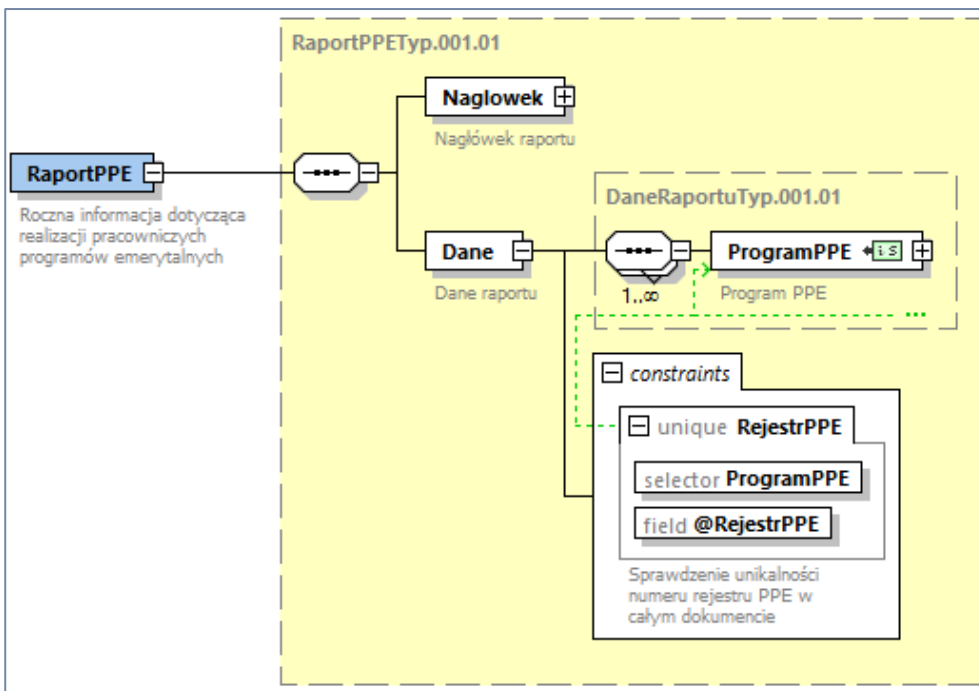 RaportPPETyp.001.01
Naglowek
Nagłówek raportu
RaportPPE
Roczna informacja dotycząca
realizacji pracowniczych
programów emerytalnych
DaneRaportuTyp.001.01
Dane
Dane raportu
1..∞
ProgramPPE
is
Program PPE
...
constraints
unique RejestrPPE
selector ProgramPPE
field @RejestrPPE
Sprawdzenie unikalności
numeru rejestru PPE w
całym dokumencie